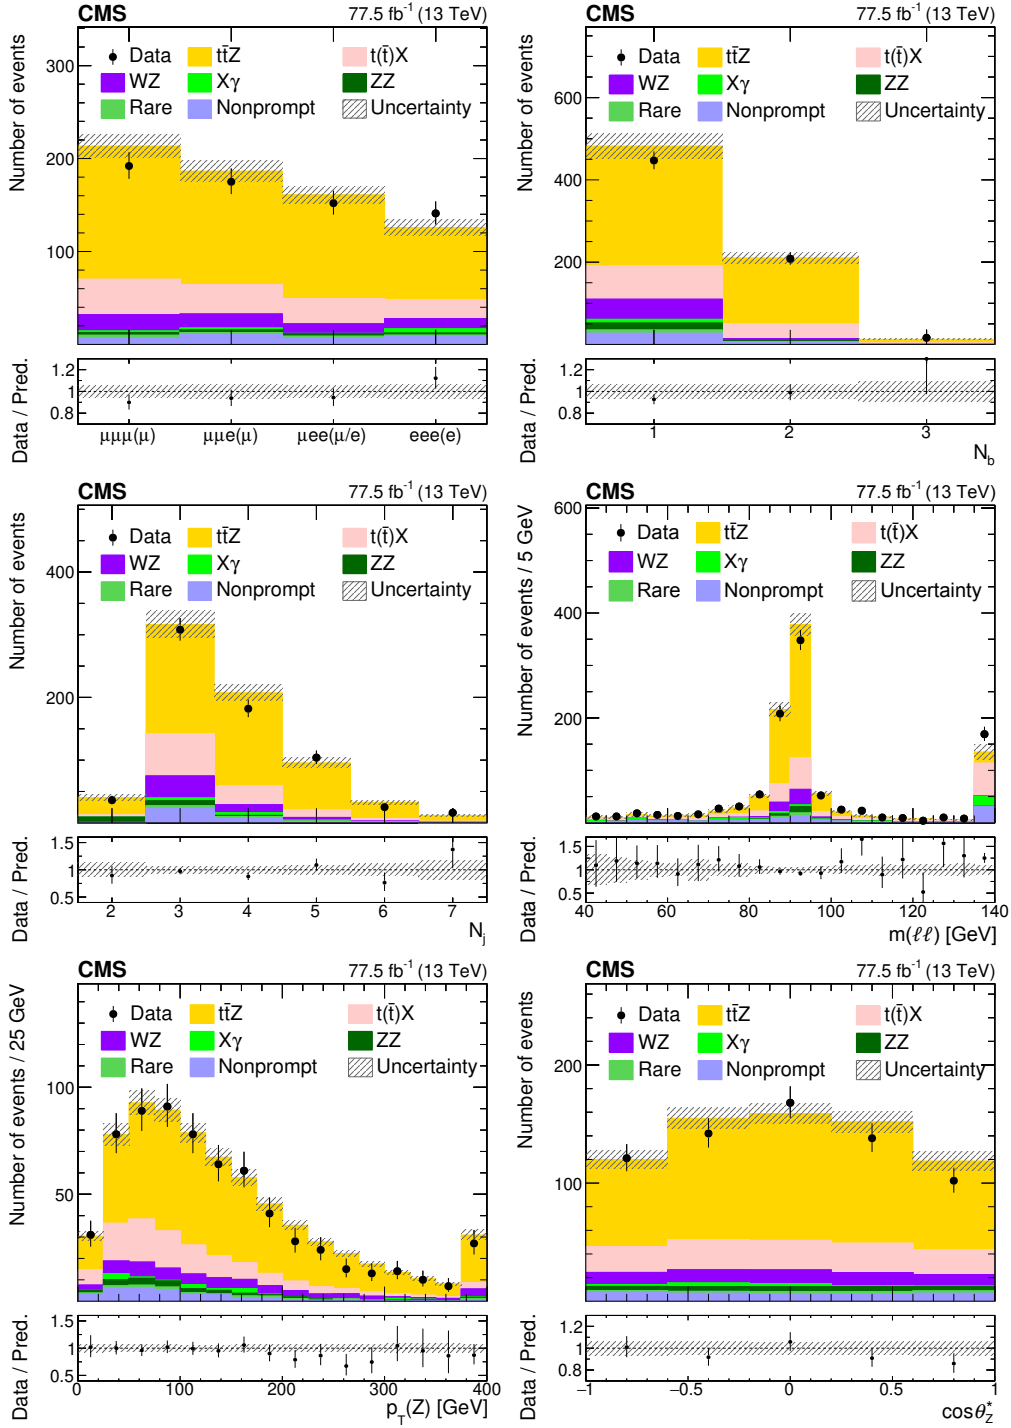 CMS 77.5 fb⁻¹ (13 TeV)
Number of events
Data tt̄Z t(t̄)X
WZ Xγ ZZ
Rare Nonprompt Uncertainty
300
200
100
Data / Pred.
1.2
1
0.8
μμμ(μ) μμe(μ) μee(μ/e) eee(e)
CMS 77.5 fb⁻¹ (13 TeV)
Number of events
Data tt̄Z t(t̄)X
WZ Xγ ZZ
Rare Nonprompt Uncertainty
600
400
200
Data / Pred.
1.2
1
0.8
1 2 3
N_b
CMS 77.5 fb⁻¹ (13 TeV)
Number of events
Data tt̄Z t(t̄)X
WZ Xγ ZZ
Rare Nonprompt Uncertainty
400
200
Data / Pred.
1.5
1
0.5
2 3 4 5 6 7
N_j
CMS 77.5 fb⁻¹ (13 TeV)
Number of events / 5 GeV
Data tt̄Z t(t̄)X
WZ Xγ ZZ
Rare Nonprompt Uncertainty
600
400
200
Data / Pred.
1.5
1
0.5
40 60 80 100 120 140
m(ℓℓ) [GeV]
CMS 77.5 fb⁻¹ (13 TeV)
Number of events / 25 GeV
Data tt̄Z t(t̄)X
WZ Xγ ZZ
Rare Nonprompt Uncertainty
100
50
Data / Pred.
1.5
1
0.5
0 100 200 300 400
p_T(Z) [GeV]
CMS 77.5 fb⁻¹ (13 TeV)
Number of events
Data tt̄Z t(t̄)X
WZ Xγ ZZ
Rare Nonprompt Uncertainty
200
100
Data / Pred.
1.2
1
0.8
−1 −0.5 0 0.5 1
cosθ*_Z